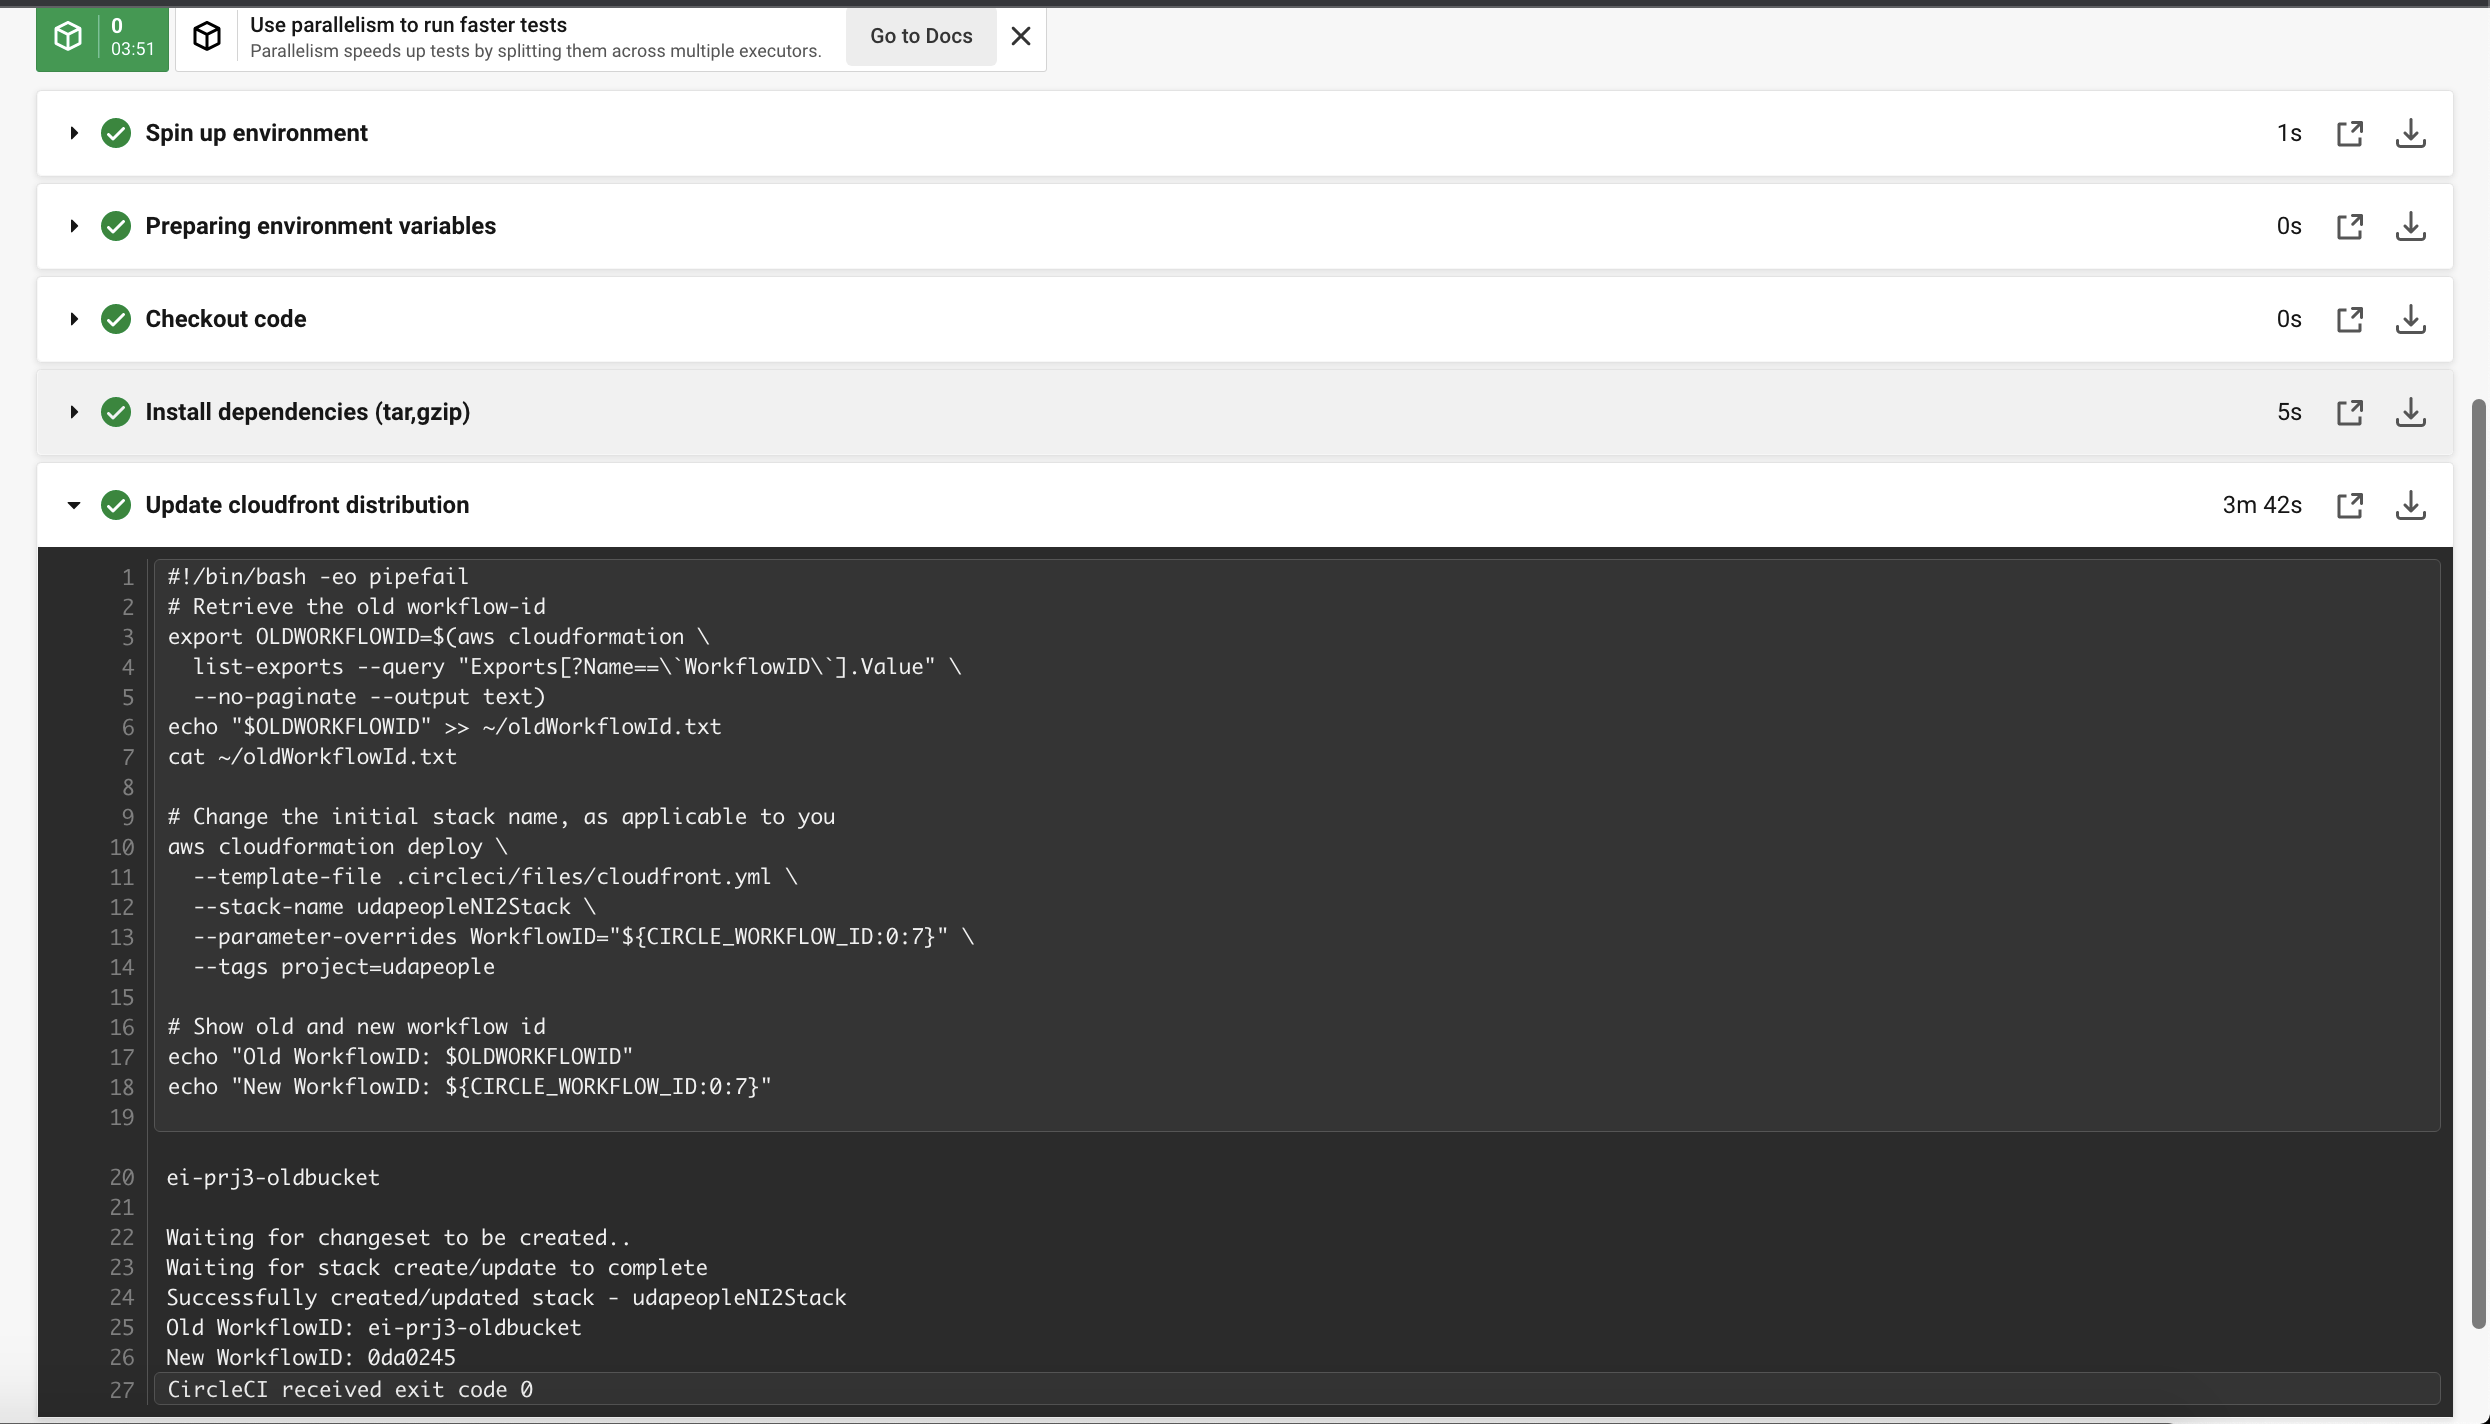 0
03:51
Use parallelism to run faster tests
Parallelism speeds up tests by splitting them across multiple executors.
Go to Docs
Spin up environment 1s
Preparing environment variables 0s
Checkout code 0s
Install dependencies (tar,gzip) 5s
Update cloudfront distribution 3m 42s
1 #!/bin/bash -eo pipefail
2 # Retrieve the old workflow-id
3 export OLDWORKFLOWID=$(aws cloudformation \
4   list-exports --query "Exports[?Name==\`WorkflowID\`].Value" \
5   --no-paginate --output text)
6 echo "$OLDWORKFLOWID" >> ~/oldWorkflowId.txt
7 cat ~/oldWorkflowId.txt
8
9 # Change the initial stack name, as applicable to you
10 aws cloudformation deploy \
11   --template-file .circleci/files/cloudfront.yml \
12   --stack-name udapeopleNI2Stack \
13   --parameter-overrides WorkflowID="${CIRCLE_WORKFLOW_ID:0:7}" \
14   --tags project=udapeople
15
16 # Show old and new workflow id
17 echo "Old WorkflowID: $OLDWORKFLOWID"
18 echo "New WorkflowID: ${CIRCLE_WORKFLOW_ID:0:7}"
19
20 ei-prj3-oldbucket
21
22 Waiting for changeset to be created..
23 Waiting for stack create/update to complete
24 Successfully created/updated stack - udapeopleNI2Stack
25 Old WorkflowID: ei-prj3-oldbucket
26 New WorkflowID: 0da0245
27 CircleCI received exit code 0